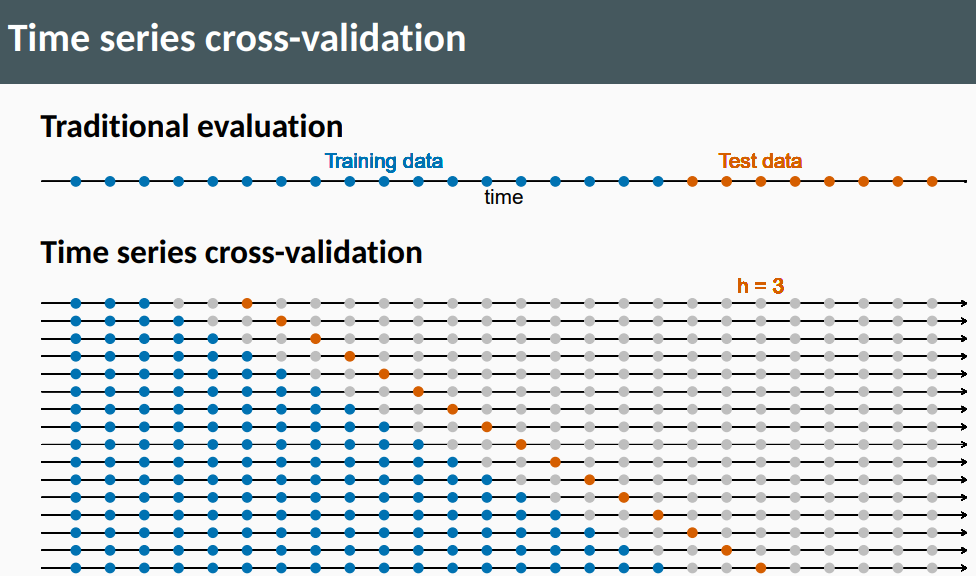 Time series cross-validation
Traditional evaluation
Training data
Test data
time
Time series cross-validation
h = 3